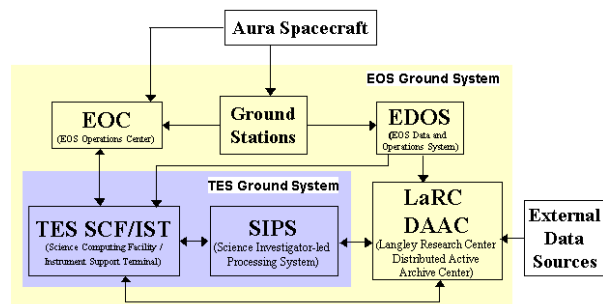 Aura Spacecraft
EOS Ground System
EOC
(EOS Operations Center)
Ground
Stations
EDOS
(EOS Data and
Operations System)
TES Ground System
TES SCF/IST
(Science Computing Facility /
Instrument Support Terminal)
SIPS
(Science Investigator-led
Processing System)
LaRC
DAAC
(Langley Research Center
Distributed Active
Archive Center)
External
Data
Sources